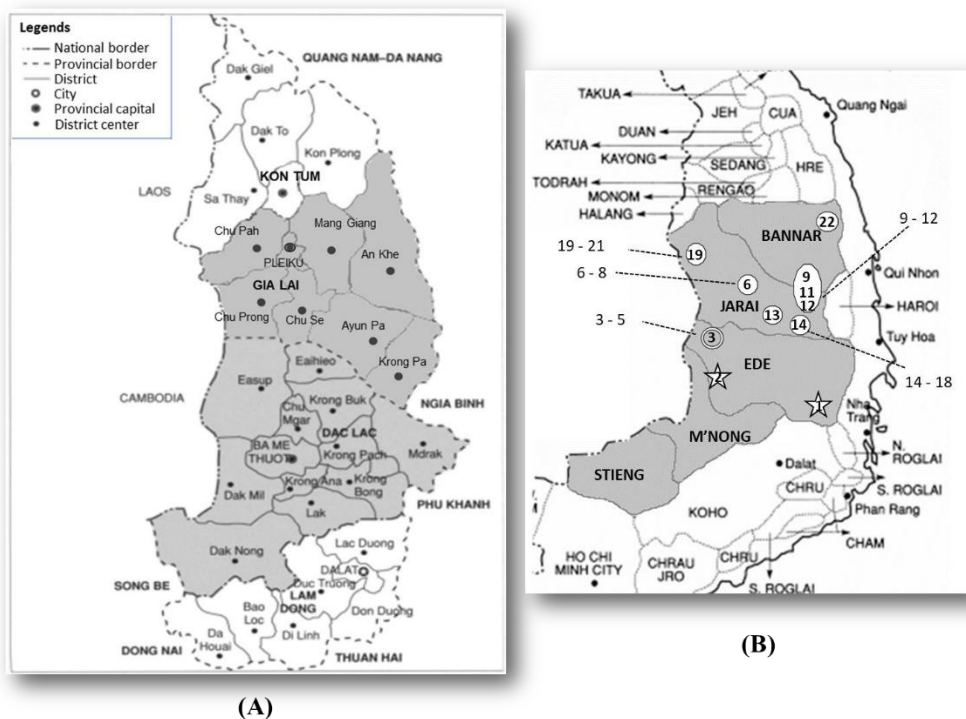 Legends
National border
Provincial border
District
City
Provincial capital
District center
QUANG NAM-DA NANG
Dak Giel
Dak To
Kon Plong
KON TUM
LAOS
Sa Thay
Mang Giang
Chu Pah
An Khe
PLEIKU
GIA LAI
Chu Prong
Chu Se
Ayun Pa
Krong Pa
Eaihieo
CAMBODIA
Easup
NGIA BINH
Krong Buk
Chu
Mgar
DAC LAC
BA ME
THUOT
Krong Pach
Mdrak
Krong Ana
Krong
Bong
Dak Mil
Lak
PHU KHANH
Dak Nong
Lac Duong
DALAT
SONG BE
Duc Truong
LAM
DONG
Bao
Loc
Don Duong
Da
Houai
Di Linh
DONG NAI
THUAN HAI
(A)
TAKUA
JEH
CUA
Quang Ngai
DUAN
KATUA
KAYONG
SEDANG
HRE
TODRAH
RENGAO
MONOM
HALANG
22
9 - 12
BANNAR
19 - 21
19
6 - 8
6
9
11
12
Qui Nhon
JARAI
HAROI
13
14
3 - 5
3
Tuy Hoa
EDE
14 - 18
2
1
Nha
Trang
M'NONG
N.
ROGLAI
STIENG
Dalat
CHRU
S. ROGLAI
KOHO
Phan Rang
CHAM
HO CHI
MINH CITY
CHRAU
JRO
CHRU
S. ROGLAI
(B)